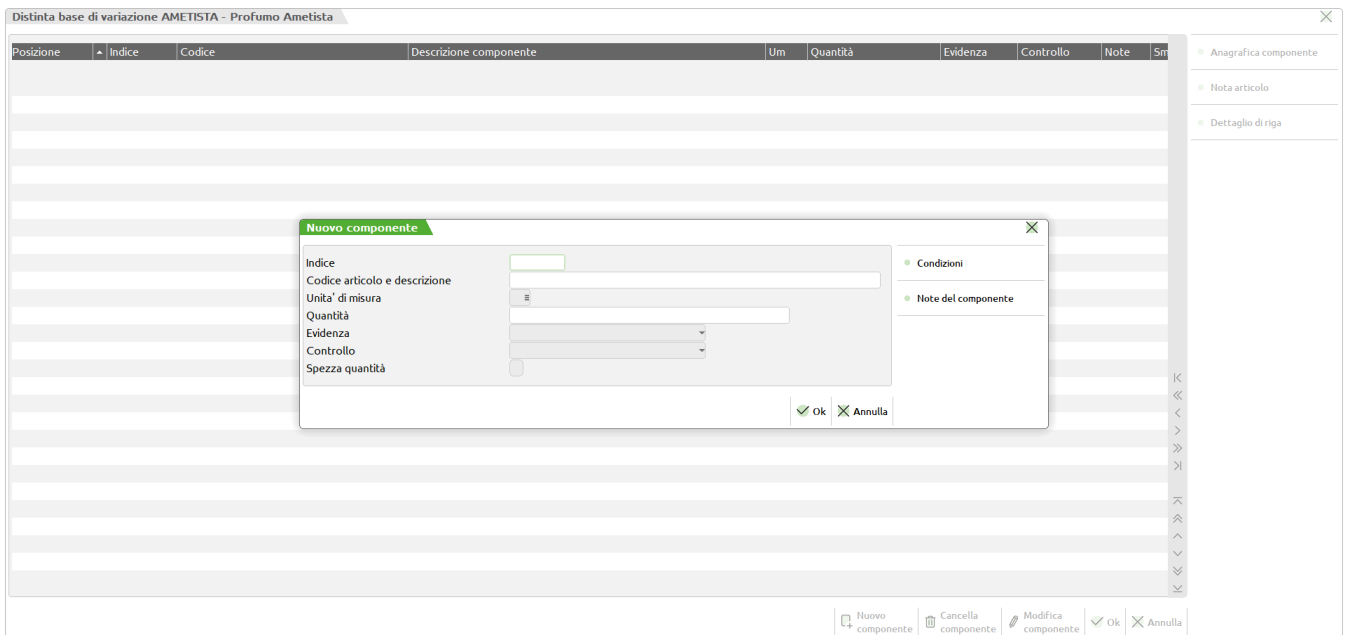 Distinta base di variazione AMETISTA - Profumo Ametista
Posizione Indice Codice Descrizione componente Um Quantità Evidenza Controllo Note Sm
Anagrafica componente
Nota articolo
Dettaglio di riga
Nuovo componente
Indice
Codice articolo e descrizione
Unita' di misura
Quantità
Evidenza
Controllo
Spezza quantità
Condizioni
Note del componente
Ok Annulla
Nuovo
componente
Cancella
componente
Modifica
componente
Ok
Annulla